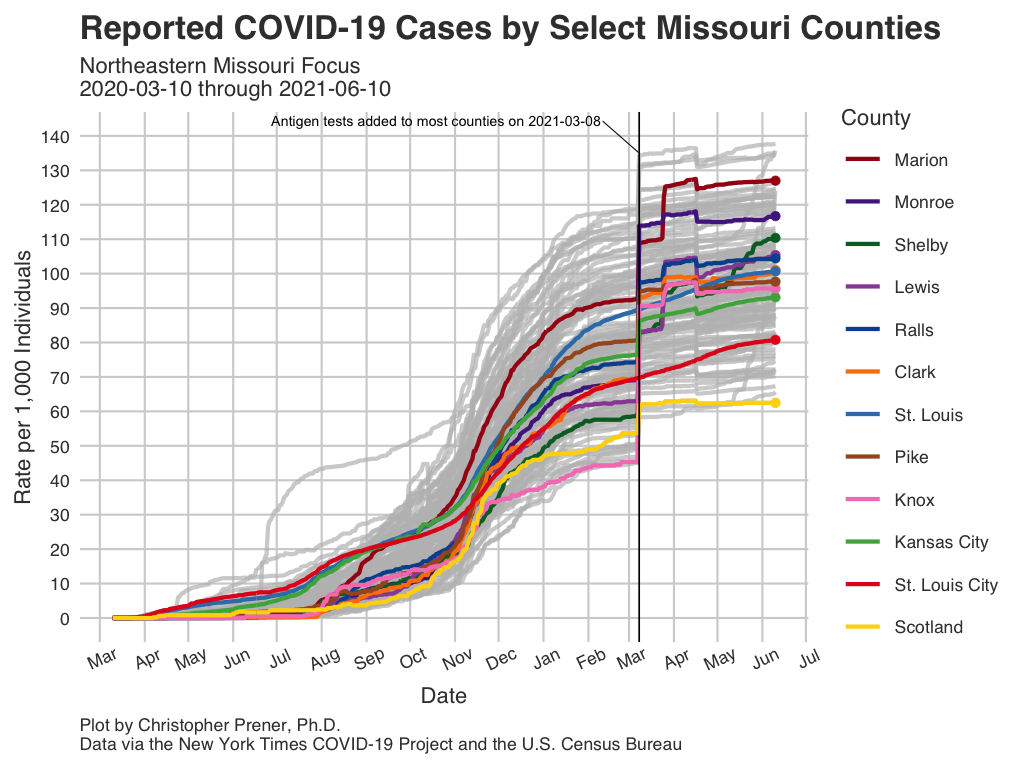 Reported COVID-19 Cases by Select Missouri Counties
Northeastern Missouri Focus
2020-03-10 through 2021-06-10
Antigen tests added to most counties on 2021-03-08
Rate per 1,000 Individuals
140
130
120
110
100
90
80
70
60
50
40
30
20
10
0
Mar Apr May Jun Jul Aug Sep Oct Nov Dec Jan Feb Mar Apr May Jun Jul
Date
County
Marion
Monroe
Shelby
Lewis
Ralls
Clark
St. Louis
Pike
Knox
Kansas City
St. Louis City
Scotland
Plot by Christopher Prener, Ph.D.
Data via the New York Times COVID-19 Project and the U.S. Census Bureau